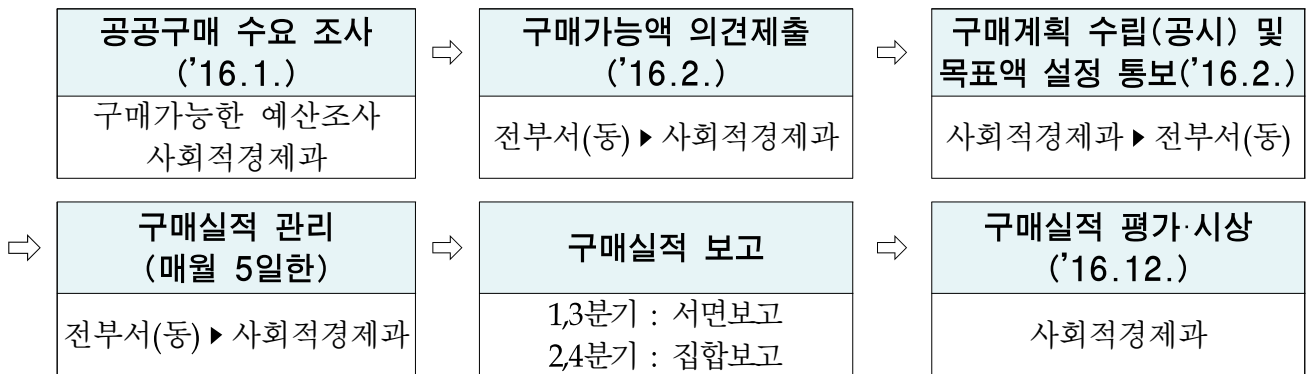 공공구매 수요 조사
('16.1.)
구매가능한 예산조사
사회적경제과
⇨
구매가능액 의견제출
('16.2.)
전부서(동)▶사회적경제과
⇨
구매계획 수립(공시) 및
목표액 설정 통보('16.2.)
사회적경제과▶전부서(동)
⇨
구매실적 관리
(매월 5일한)
전부서(동)▶사회적경제과
⇨
구매실적 보고
1,3분기 : 서면보고
2,4분기 : 집합보고
⇨
구매실적 평가·시상
('16.12.)
사회적경제과